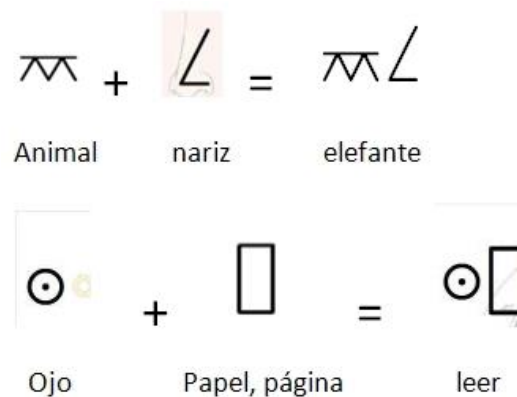 + =
Animal nariz elefante
+ =
Ojo Papel, página leer